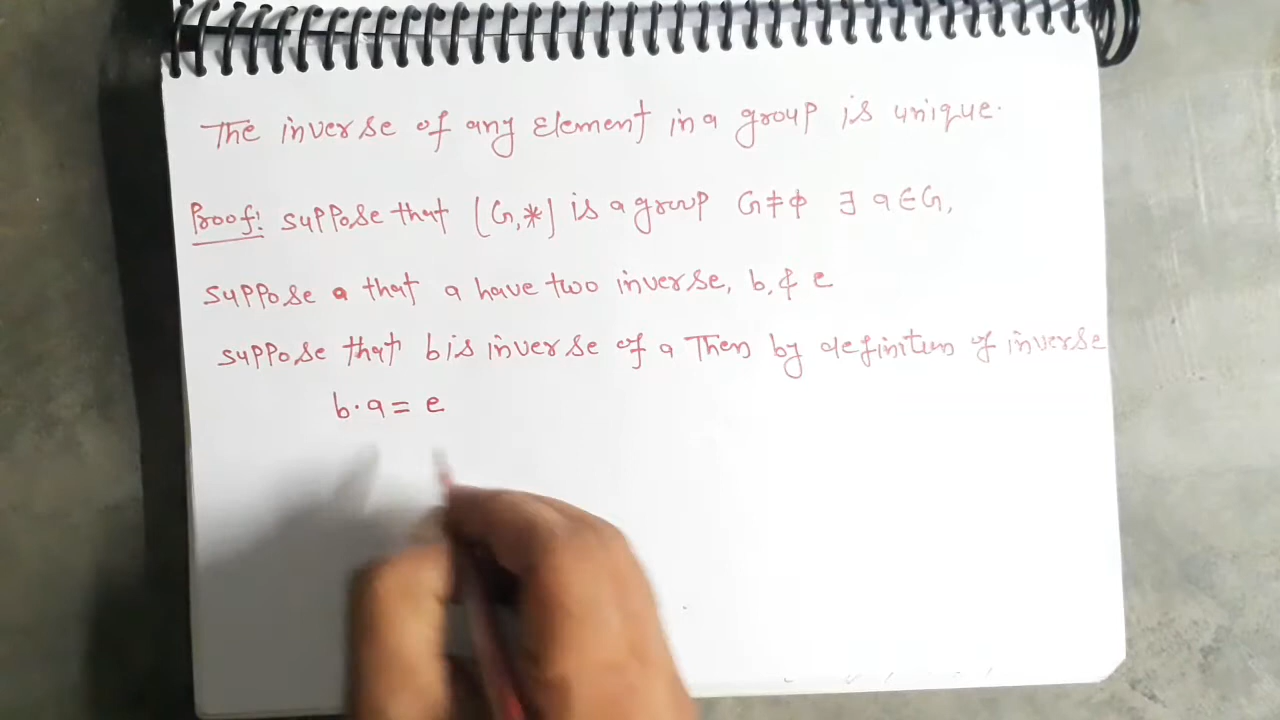 The inverse of any Element in a group is unique.
Proof: suppose that (G,*) is a group G≠ϕ ∃ a∈G,
suppose a that a have two inverse, b, & e
suppose that b is inverse of a Then by definition of inverse
b·a = e